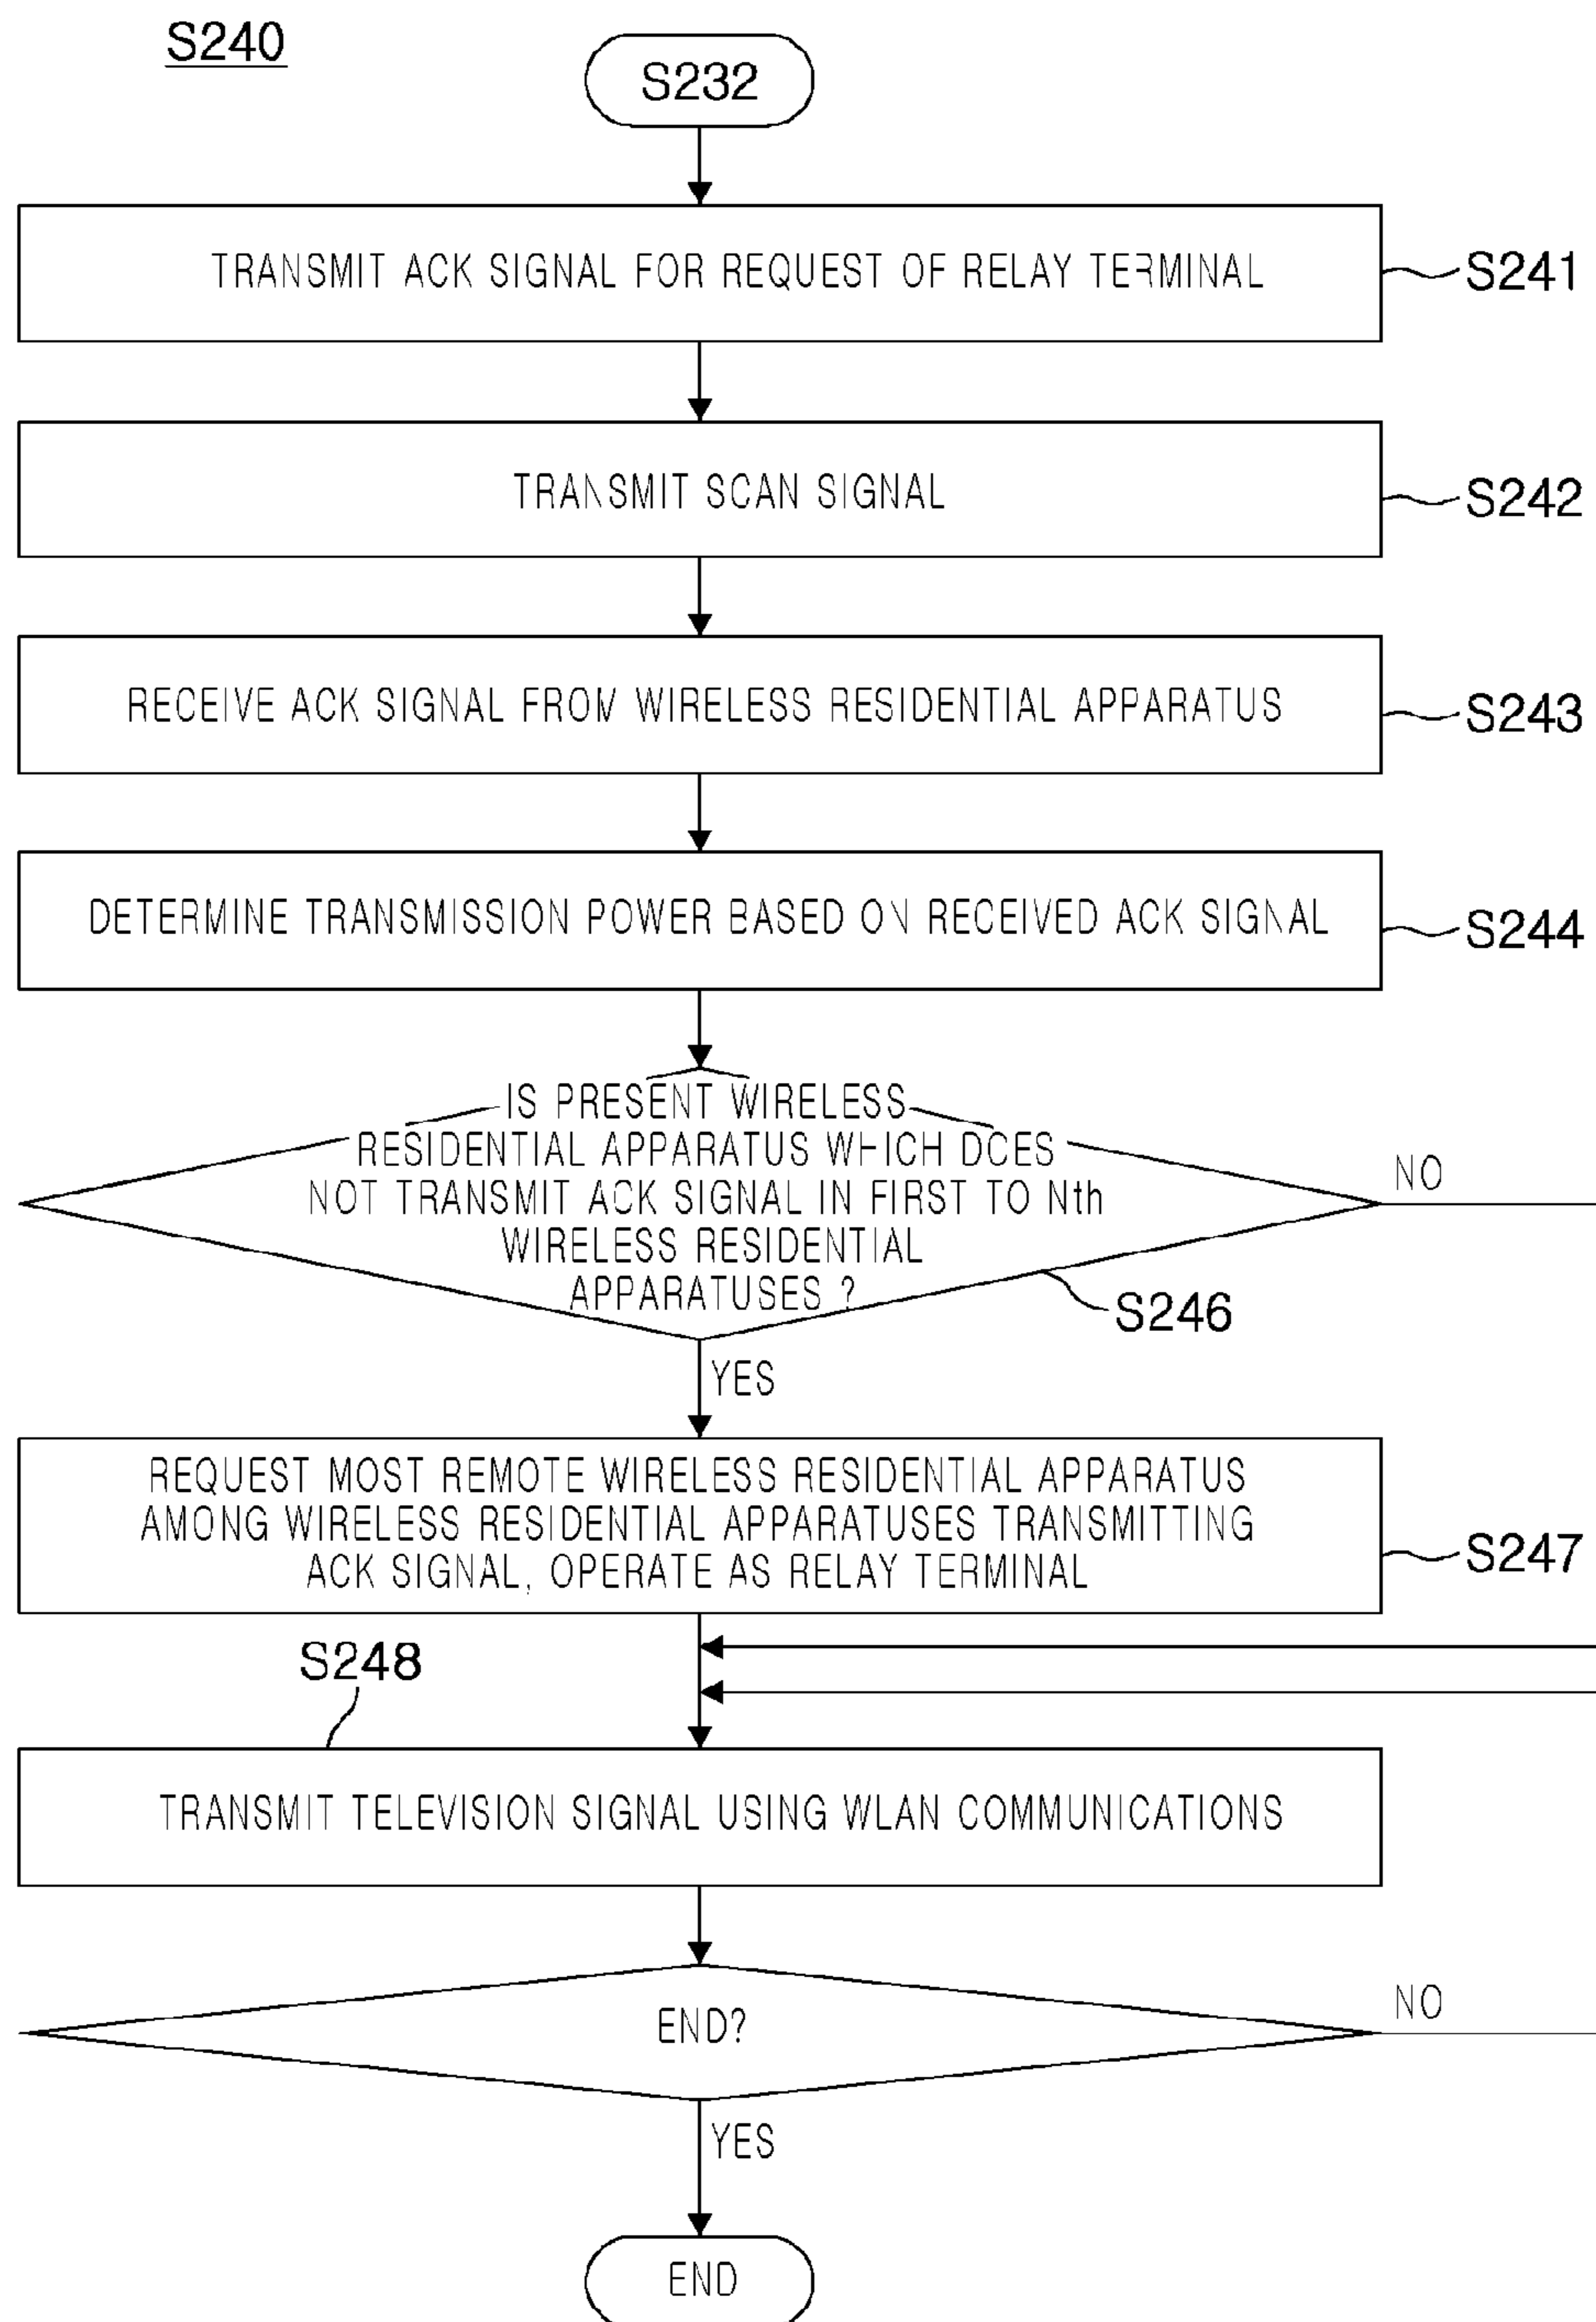 S240
S232
TRANSMIT ACK SIGNAL FOR REQUEST OF RELAY TERMINAL
S241
TRANSMIT SCAN SIGNAL
S242
RECEIVE ACK SIGNAL FROM WIRELESS RESIDENTIAL APPARATUS
S243
DETERMINE TRANSMISSION POWER BASED ON RECEIVED ACK SIGNAL
S244
IS PRESENT WIRELESS
RESIDENTIAL APPARATUS WHICH DOES
NOT TRANSMIT ACK SIGNAL IN FIRST TO Nth
WIRELESS RESIDENTIAL
APPARATUSES ?
NO
S246
YES
REQUEST MOST REMOTE WIRELESS RESIDENTIAL APPARATUS
AMONG WIRELESS RESIDENTIAL APPARATUSES TRANSMITTING
ACK SIGNAL, OPERATE AS RELAY TERMINAL
S247
S248
TRANSMIT TELEVISION SIGNAL USING WLAN COMMUNICATIONS
END?
NO
YES
END